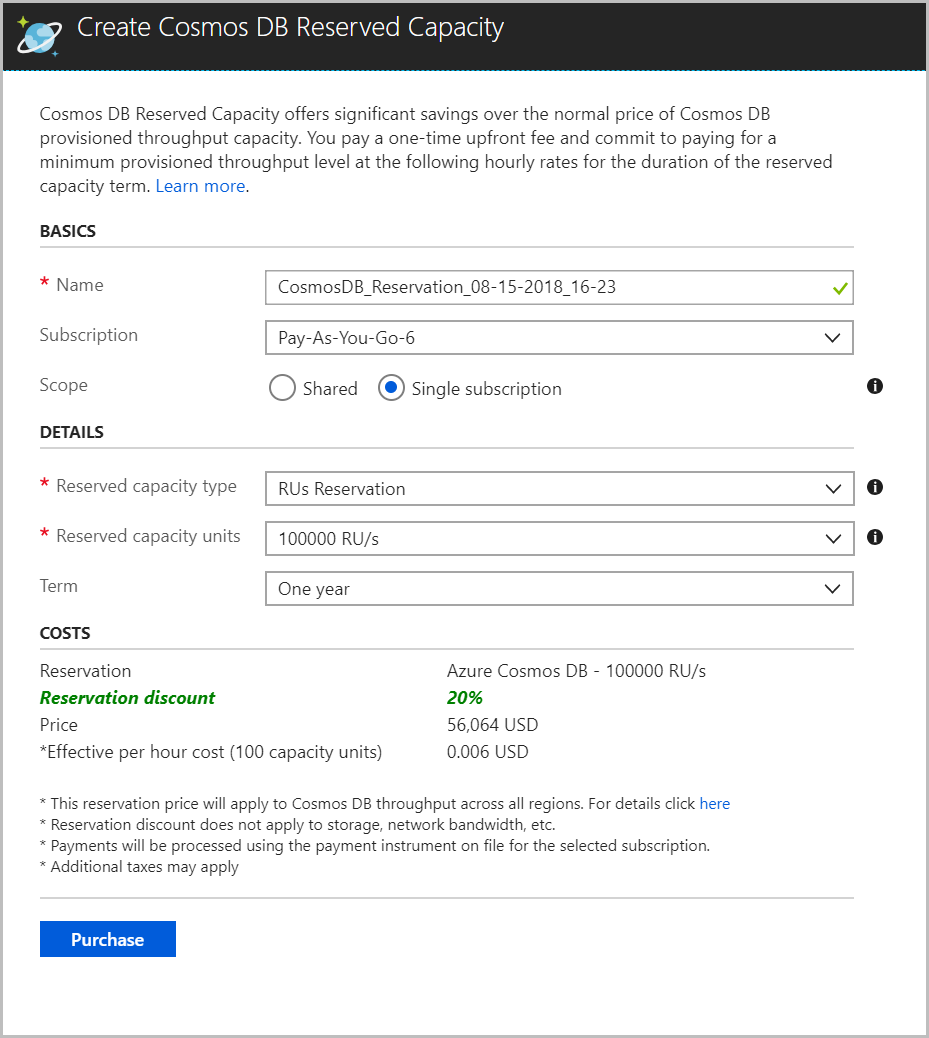 Create Cosmos DB Reserved Capacity
Cosmos DB Reserved Capacity offers significant savings over the normal price of Cosmos DB
provisioned throughput capacity. You pay a one-time upfront fee and commit to paying for a
minimum provisioned throughput level at the following hourly rates for the duration of the reserved
capacity term. Learn more.
BASICS
* Name CosmosDB_Reservation_08-15-2018_16-23
Subscription Pay-As-You-Go-6
Scope Shared Single subscription
DETAILS
* Reserved capacity type RUs Reservation
* Reserved capacity units 100000 RU/s
Term One year
COSTS
Reservation Azure Cosmos DB - 100000 RU/s
Reservation discount 20%
Price 56,064 USD
*Effective per hour cost (100 capacity units) 0.006 USD
* This reservation price will apply to Cosmos DB throughput across all regions. For details click here
* Reservation discount does not apply to storage, network bandwidth, etc.
* Payments will be processed using the payment instrument on file for the selected subscription.
* Additional taxes may apply
Purchase